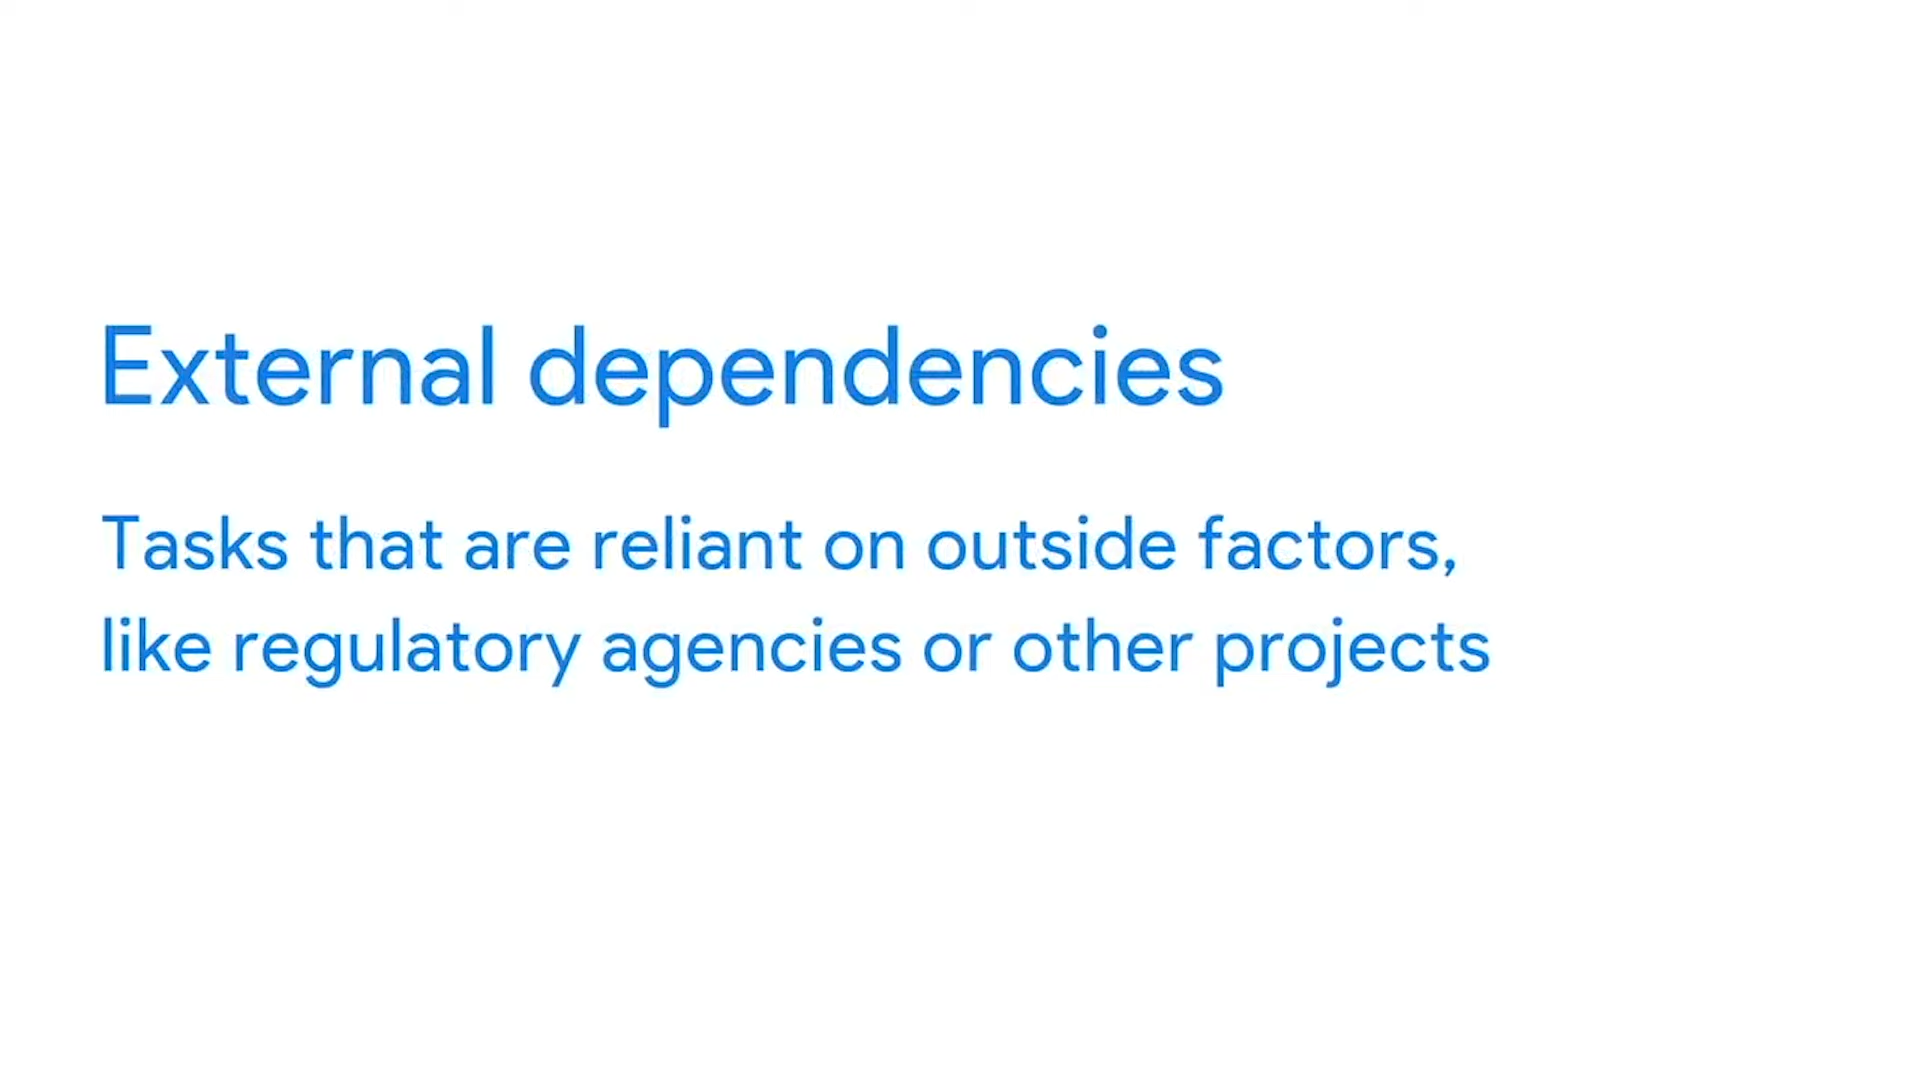 External dependencies
Tasks that are reliant on outside factors,
like regulatory agencies or other projects